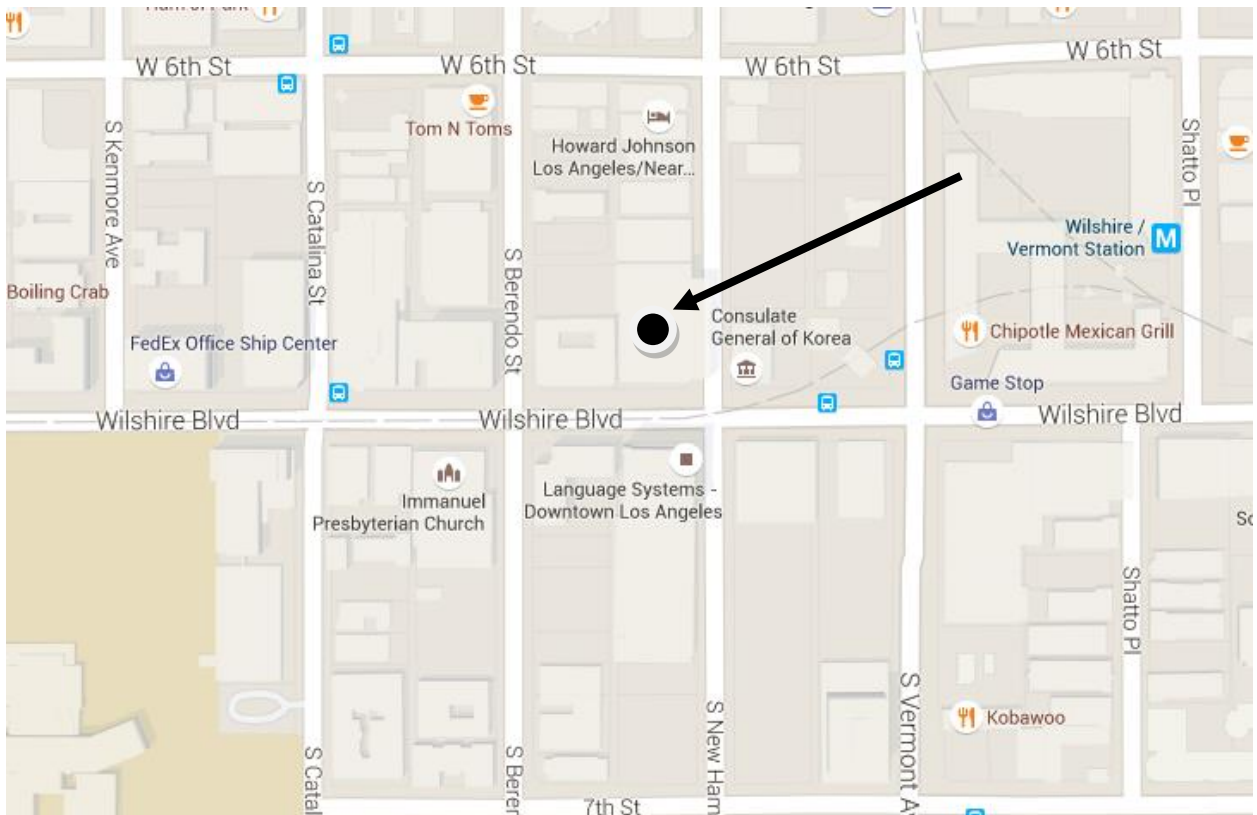 W 6th St
W 6th St
W 6th St
W 6th St
Tom N Toms
Howard Johnson
Los Angeles/Near...
S Kenmore Ave
S Catalina St
S Berendo St
Shatto Pl
Wilshire /
Vermont Station
M
Boiling Crab
FedEx Office Ship Center
Consulate
General of Korea
Chipotle Mexican Grill
Game Stop
Wilshire Blvd
Wilshire Blvd
Wilshire Blvd
Immanuel
Presbyterian Church
Language Systems -
Downtown Los Angeles
Shatto Pl
S Vermont A
Kobawoo
S New Ham
S Catal
S Berer
7th St